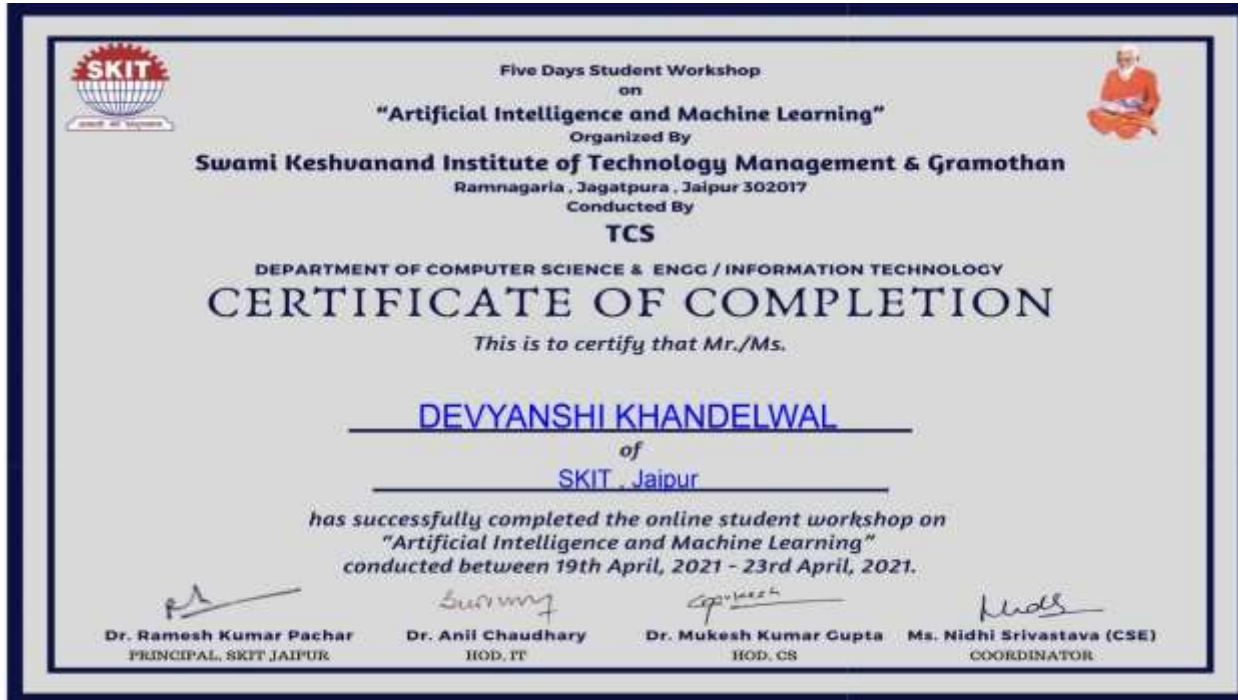 SKIT
Five Days Student Workshop
on
“Artificial Intelligence and Machine Learning”
Organized By
Swami Keshvanand Institute of Technology Management & Gramothan
Ramnagaria , Jagatpura , Jaipur 302017
Conducted By
TCS
DEPARTMENT OF COMPUTER SCIENCE & ENGG / INFORMATION TECHNOLOGY
CERTIFICATE OF COMPLETION
This is to certify that Mr./Ms.
DEVYANSHI KHANDELWAL
of
SKIT , Jaipur
has successfully completed the online student workshop on
“Artificial Intelligence and Machine Learning”
conducted between 19th April, 2021 - 23rd April, 2021.
Dr. Ramesh Kumar Pachar Dr. Anil Chaudhary Dr. Mukesh Kumar Gupta Ms. Nidhi Srivastava (CSE)
PRINCIPAL, SKIT JAIPUR HOD, IT HOD, CS COORDINATOR